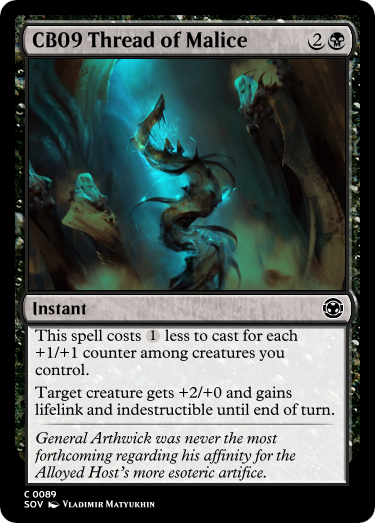 CB09 Thread of Malice 2
Instant
This spell costs 1 less to cast for each
+1/+1 counter among creatures you
control.
Target creature gets +2/+0 and gains
lifelink and indestructible until end of turn.
General Arthwick was never the most
forthcoming regarding his affinity for the
Alloyed Host's more esoteric artifice.
C 0089
SOV Vladimir Matyukhin